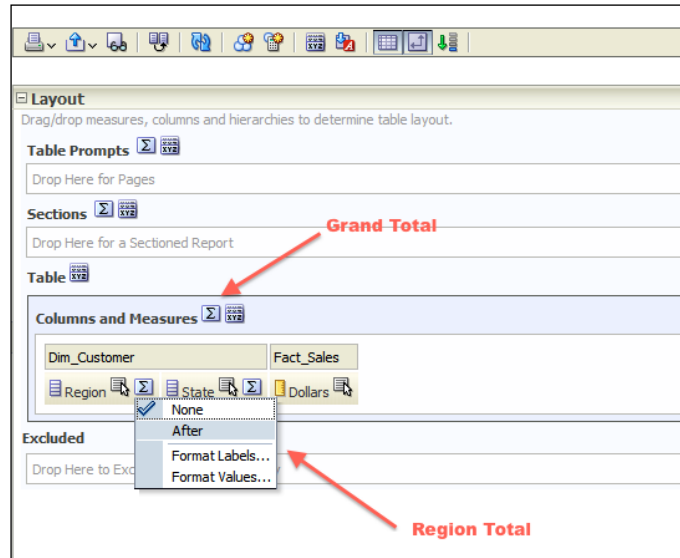 Layout
Drag/drop measures, columns and hierarchies to determine table layout.
Table Prompts
Drop Here for Pages
Sections
Drop Here for a Sectioned Report
Grand Total
Table
Columns and Measures
Dim_Customer Fact_Sales
Region State Dollars
None
After
Excluded
Format Labels...
Drop Here to Exc
Format Values...
Region Total